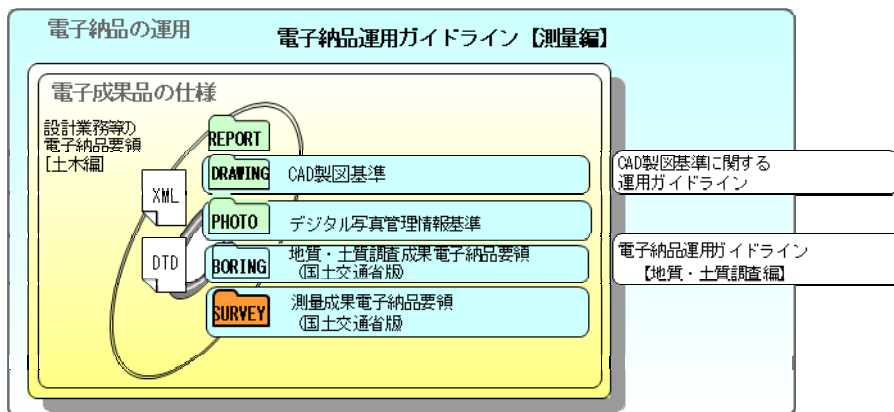 電子納品の運用
電子納品運用ガイドライン【測量編】
電子成果品の仕様
設計業務等の
電子納品要領
[土木編]
REPORT
DRAWING CAD製図基準
XML
PHOTO デジタル写真管理情報基準
DTD
BORING 地質・土質調査成果電子納品要領
(国土交通省版)
SURVEY 測量成果電子納品要領
(国土交通省版)
CAD製図基準に関する
運用ガイドライン
電子納品運用ガイドライン
【地質・土質調査編】